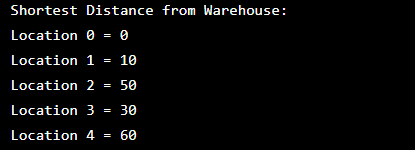 Shortest Distance from Warehouse:
Location 0 = 0
Location 1 = 10
Location 2 = 50
Location 3 = 30
Location 4 = 60